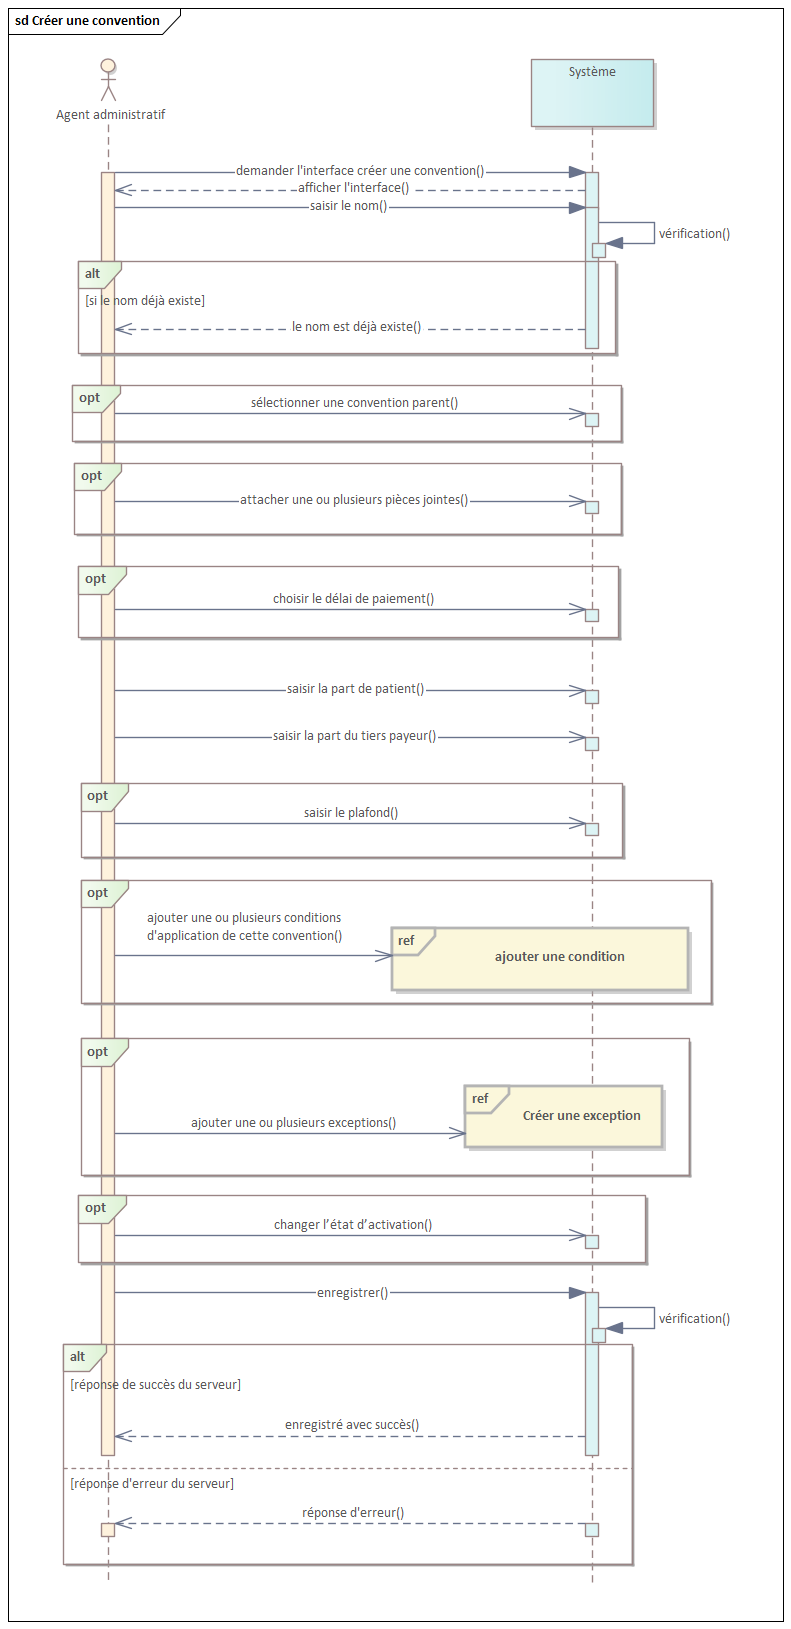 sd Créer une convention
Agent administratif
Système
demander l'interface créer une convention()
afficher l'interface()
saisir le nom()
vérification()
alt
[si le nom déjà existe]
le nom est déjà existe()
opt
sélectionner une convention parent()
opt
attacher une ou plusieurs pièces jointes()
opt
choisir le délai de paiement()
saisir la part de patient()
saisir la part du tiers payeur()
opt
saisir le plafond()
opt
ajouter une ou plusieurs conditions
d'application de cette convention()
ref
ajouter une condition
opt
ref
Créer une exception
ajouter une ou plusieurs exceptions()
opt
changer l’état d’activation()
enregistrer()
vérification()
alt
[réponse de succès du serveur]
enregistré avec succès()
[réponse d'erreur du serveur]
réponse d'erreur()